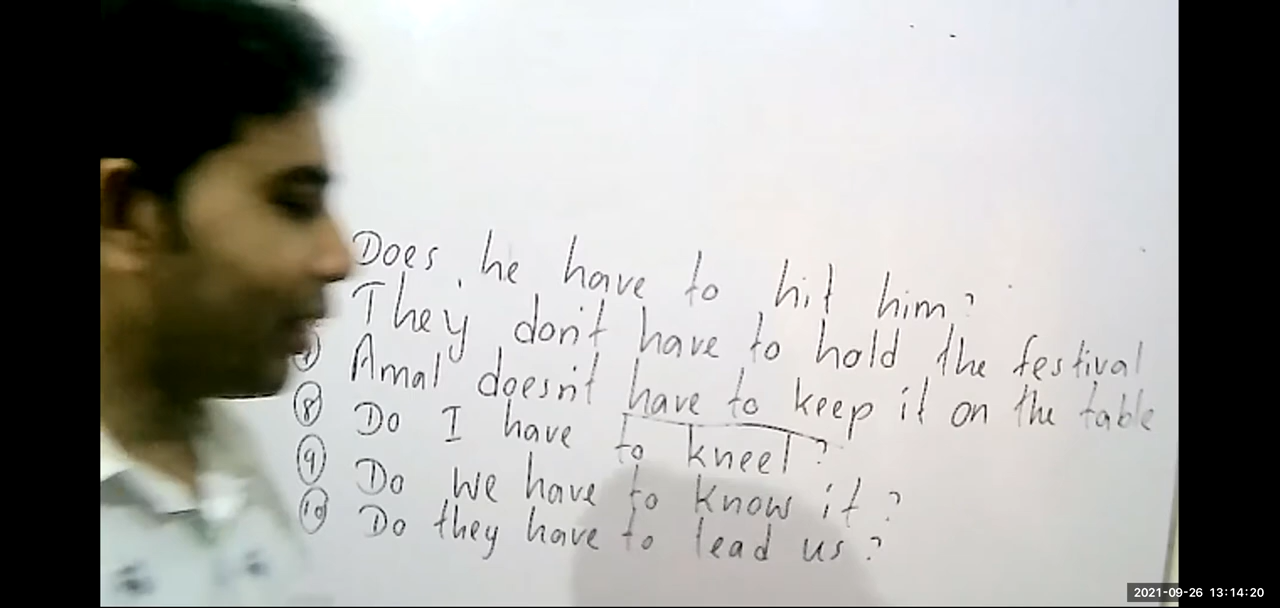 Does he have to hit him?
They don't have to hold the festival
Amal doesn't have to keep it on the table
⑧ Do I have to kneel?
⑨ Do we have to know it?
⑩ Do they have to lead us?
2021-09-26 13:14:20